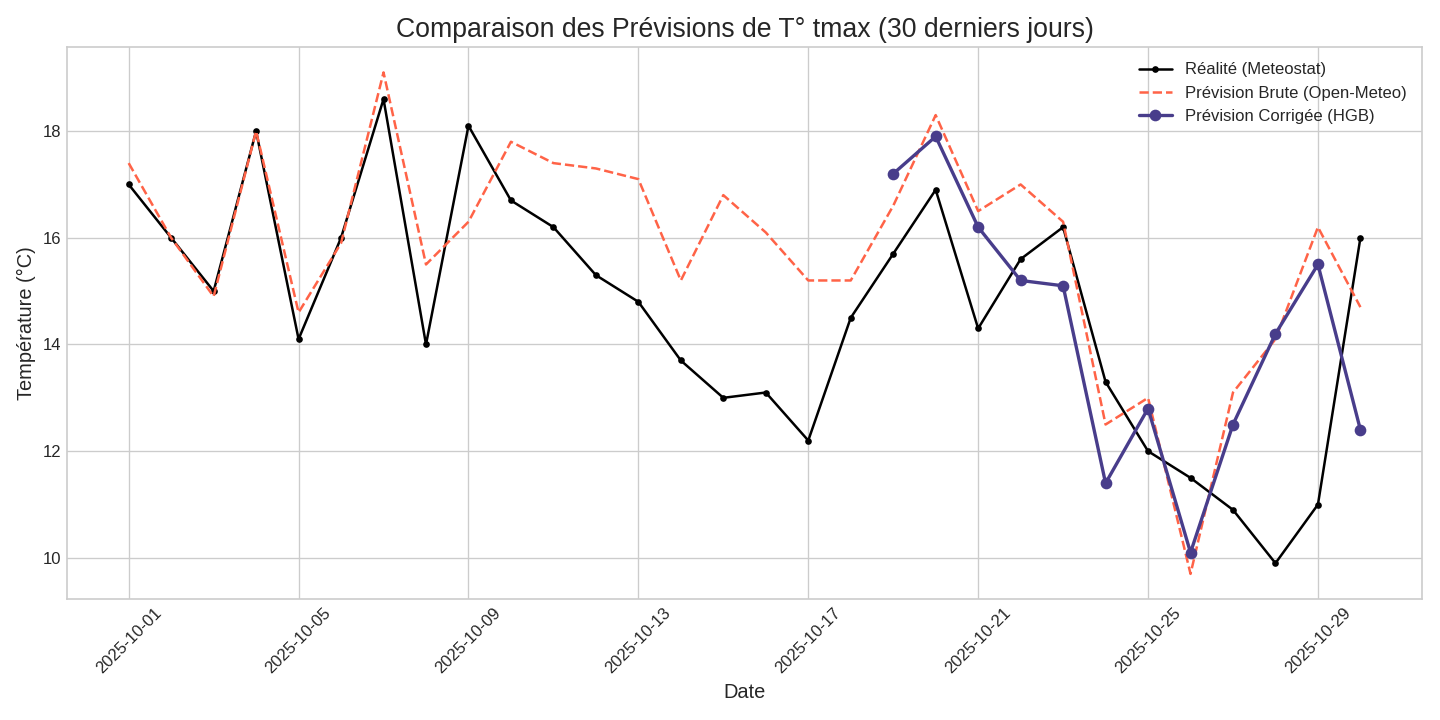 Comparaison des Prévisions de T° tmax (30 derniers jours)
Réalité (Meteostat)
Prévision Brute (Open-Meteo)
Prévision Corrigée (HGB)
Température (°C)
18
16
14
12
10
2025-10-01
2025-10-05
2025-10-09
2025-10-13
2025-10-17
2025-10-21
2025-10-25
2025-10-29
Date